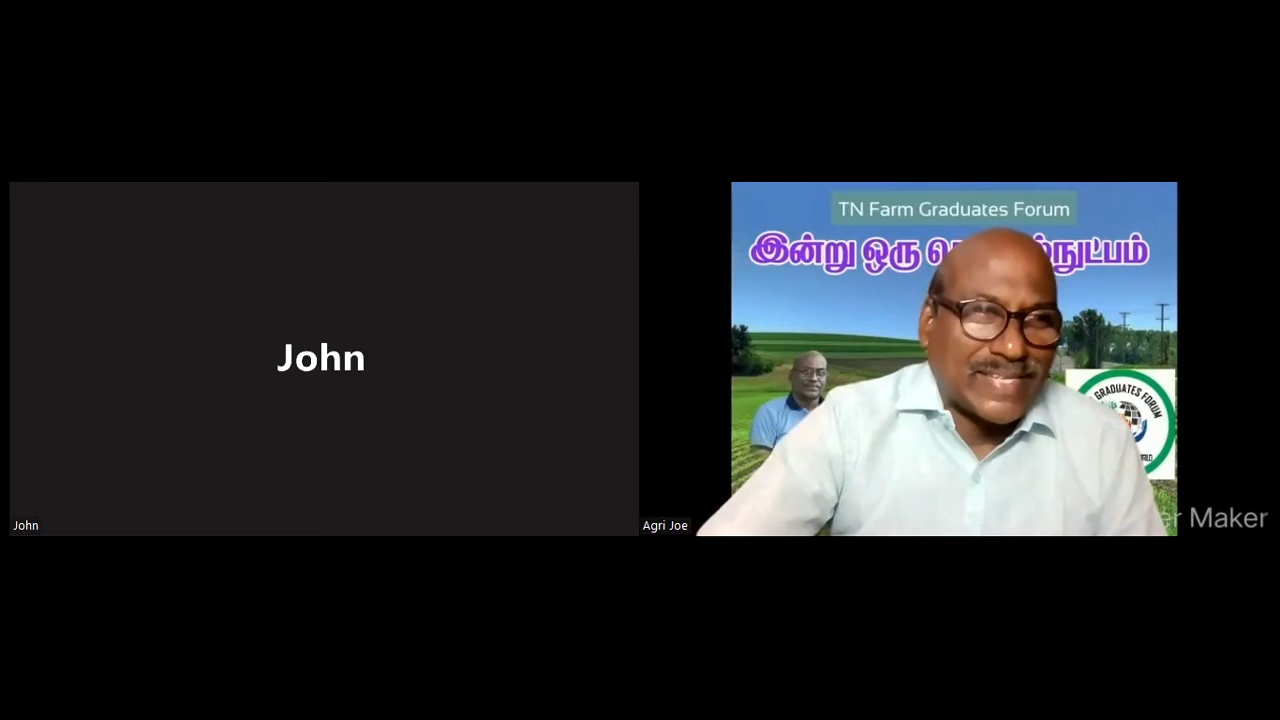 John
John
TN Farm Graduates Forum
இன்று ஒரு
GRADUATES FORUM
Agri Joe
Maker